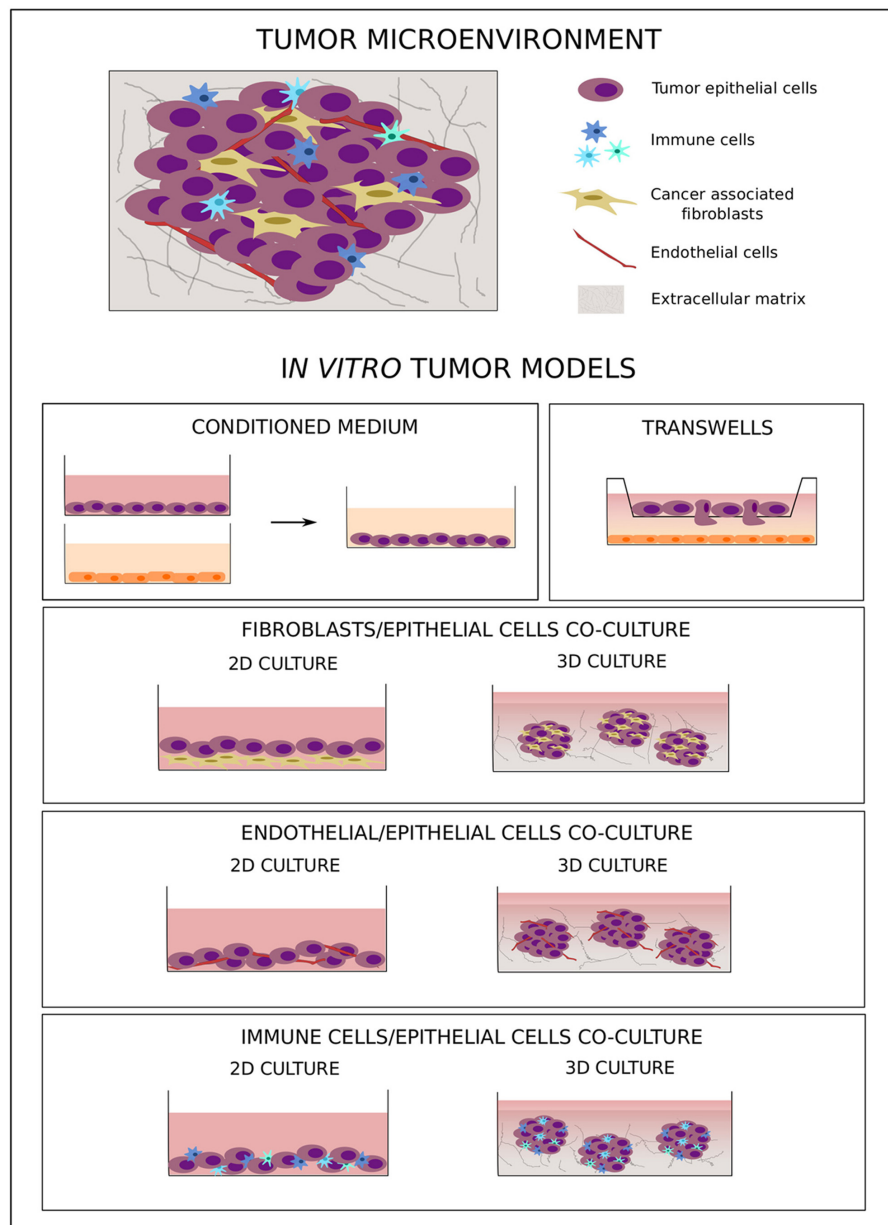 TUMOR MICROENVIRONMENT
Tumor epithelial cells
Immune cells
Cancer associated
fibroblasts
Endothelial cells
Extracellular matrix
IN VITRO TUMOR MODELS
CONDITIONED MEDIUM
TRANSWELLS
FIBROBLASTS/EPITHELIAL CELLS CO-CULTURE
2D CULTURE
3D CULTURE
ENDOTHELIAL/EPITHELIAL CELLS CO-CULTURE
2D CULTURE
3D CULTURE
IMMUNE CELLS/EPITHELIAL CELLS CO-CULTURE
2D CULTURE
3D CULTURE